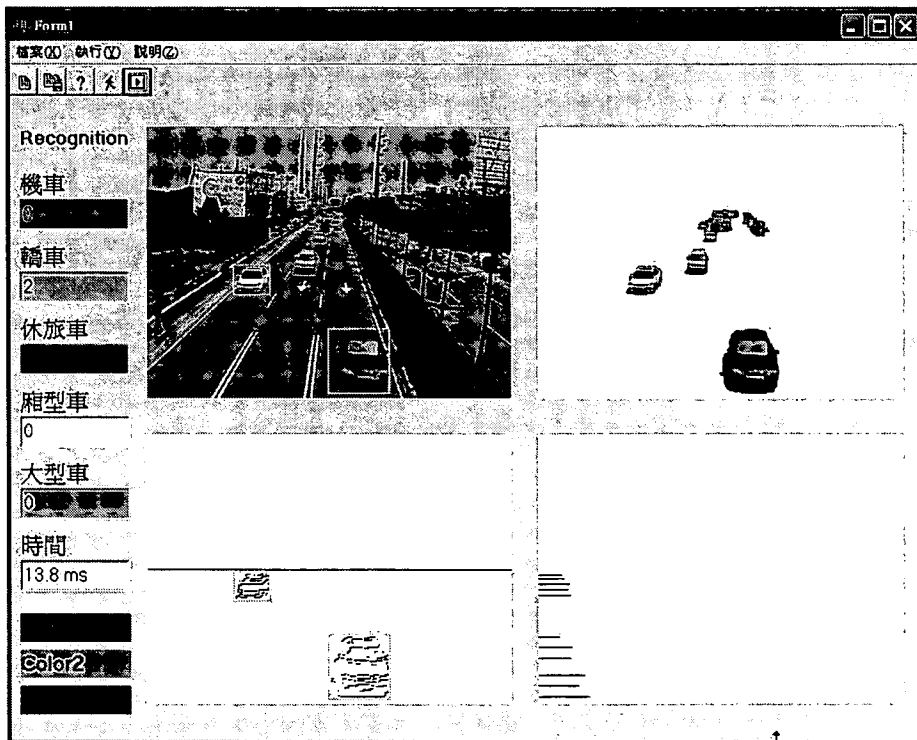 Form1
檔案(X) 執行(Y) 說明(Z)
?
Recognition
機車
0
轎車
2
休旅車
廂型車
0
大型車
0
時間
13.8 ms
Color2